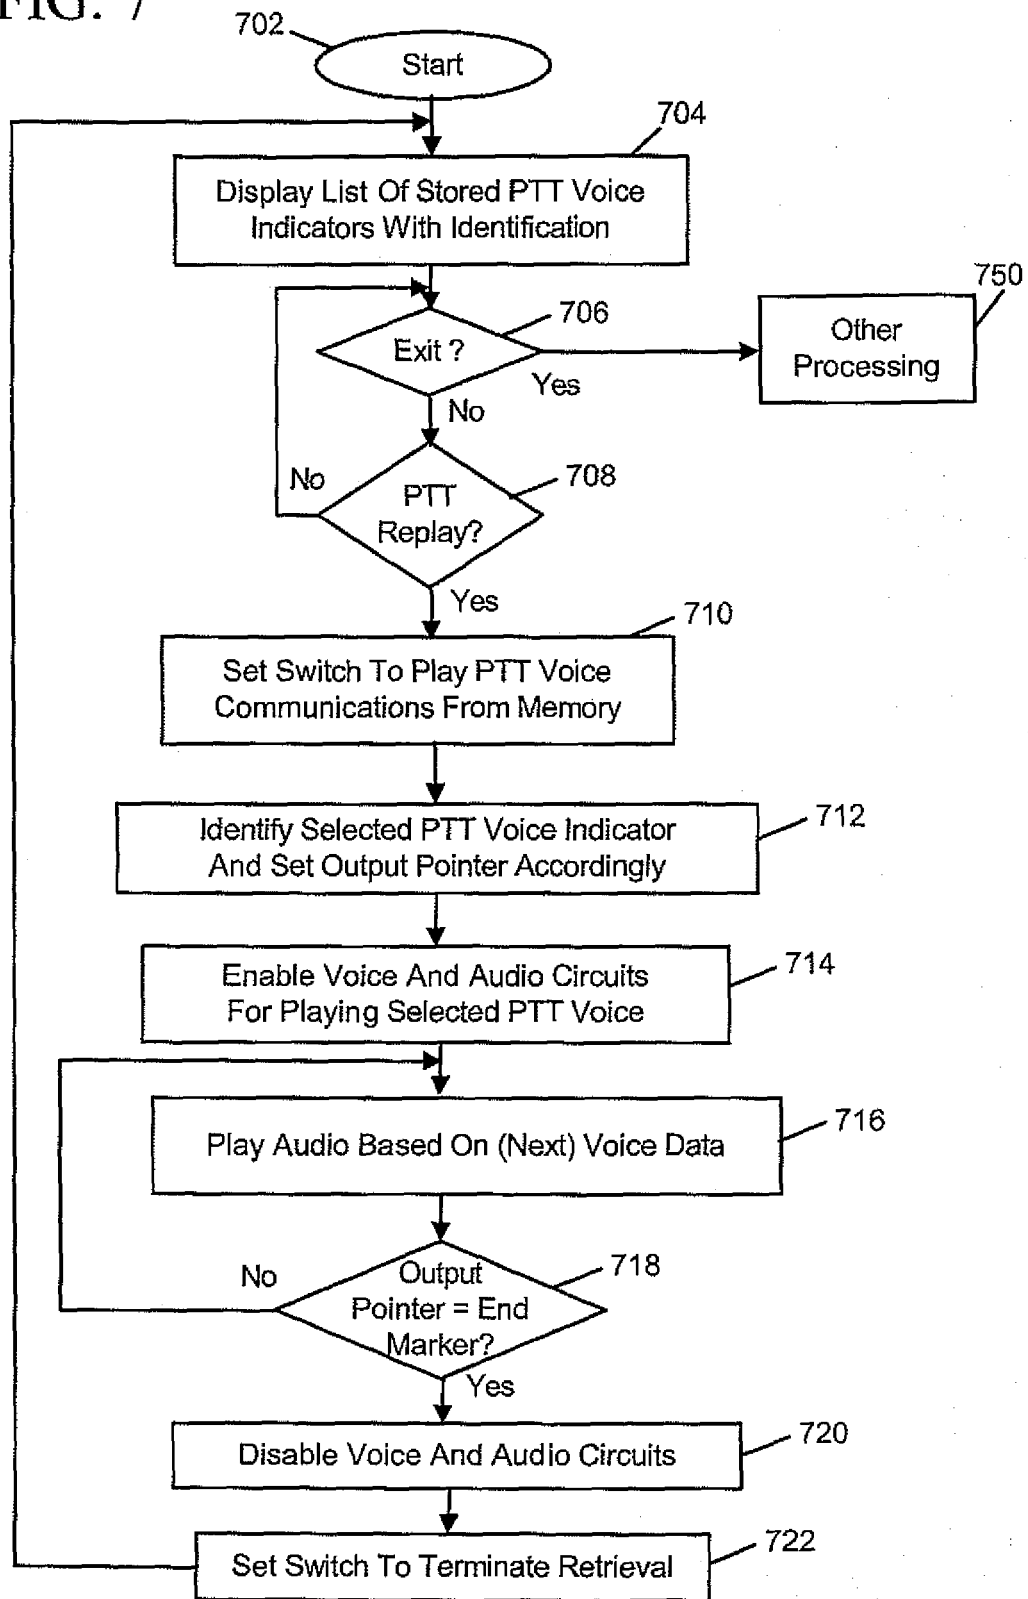 FIG. 7
702
Start
704
Display List Of Stored PTT Voice
Indicators With Identification
750
706
Exit ?
Other
Processing
Yes
No
708
No
PTT
Replay?
Yes
710
Set Switch To Play PTT Voice
Communications From Memory
712
Identify Selected PTT Voice Indicator
And Set Output Pointer Accordingly
714
Enable Voice And Audio Circuits
For Playing Selected PTT Voice
716
Play Audio Based On (Next) Voice Data
718
No
Output
Pointer = End
Marker?
Yes
720
Disable Voice And Audio Circuits
722
Set Switch To Terminate Retrieval